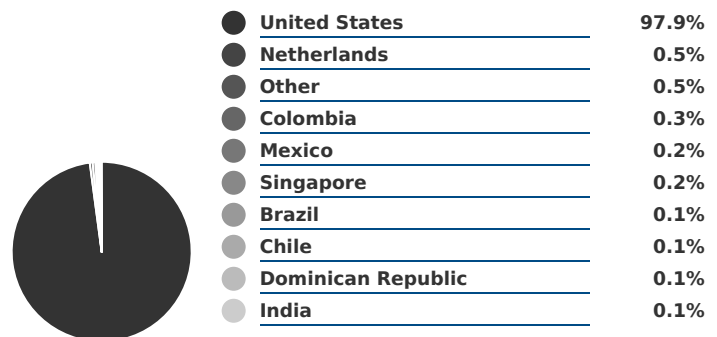 United States 97.9%
Netherlands 0.5%
Other 0.5%
Colombia 0.3%
Mexico 0.2%
Singapore 0.2%
Brazil 0.1%
Chile 0.1%
Dominican Republic 0.1%
India 0.1%